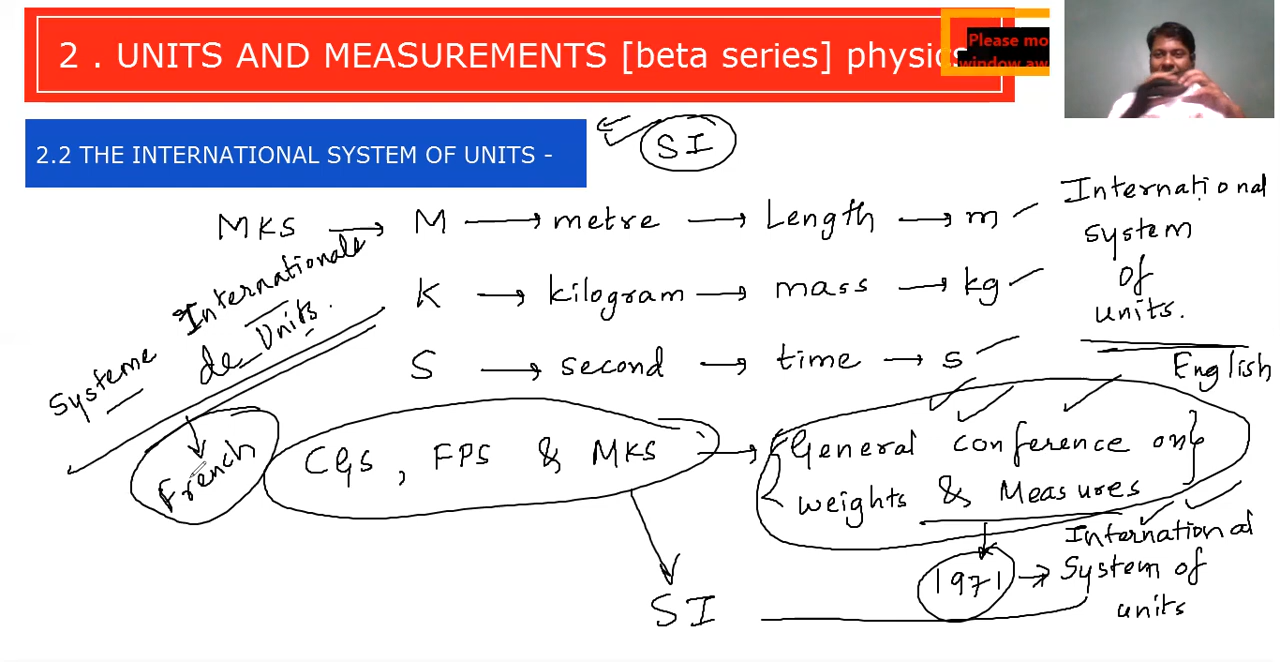 2 . UNITS AND MEASUREMENTS [beta series] physics
Please mo
window aw
2.2 THE INTERNATIONAL SYSTEM OF UNITS -
SI
MKS → M → metre → Length → m
K → kilogram → mass → kg
S → second → time → s
International
system
of
units.
English
Systeme Internationale
de Units.
French
CGS, FPS & MKS → General conference on
weights & Measures
1971 → International
System of
units
SI